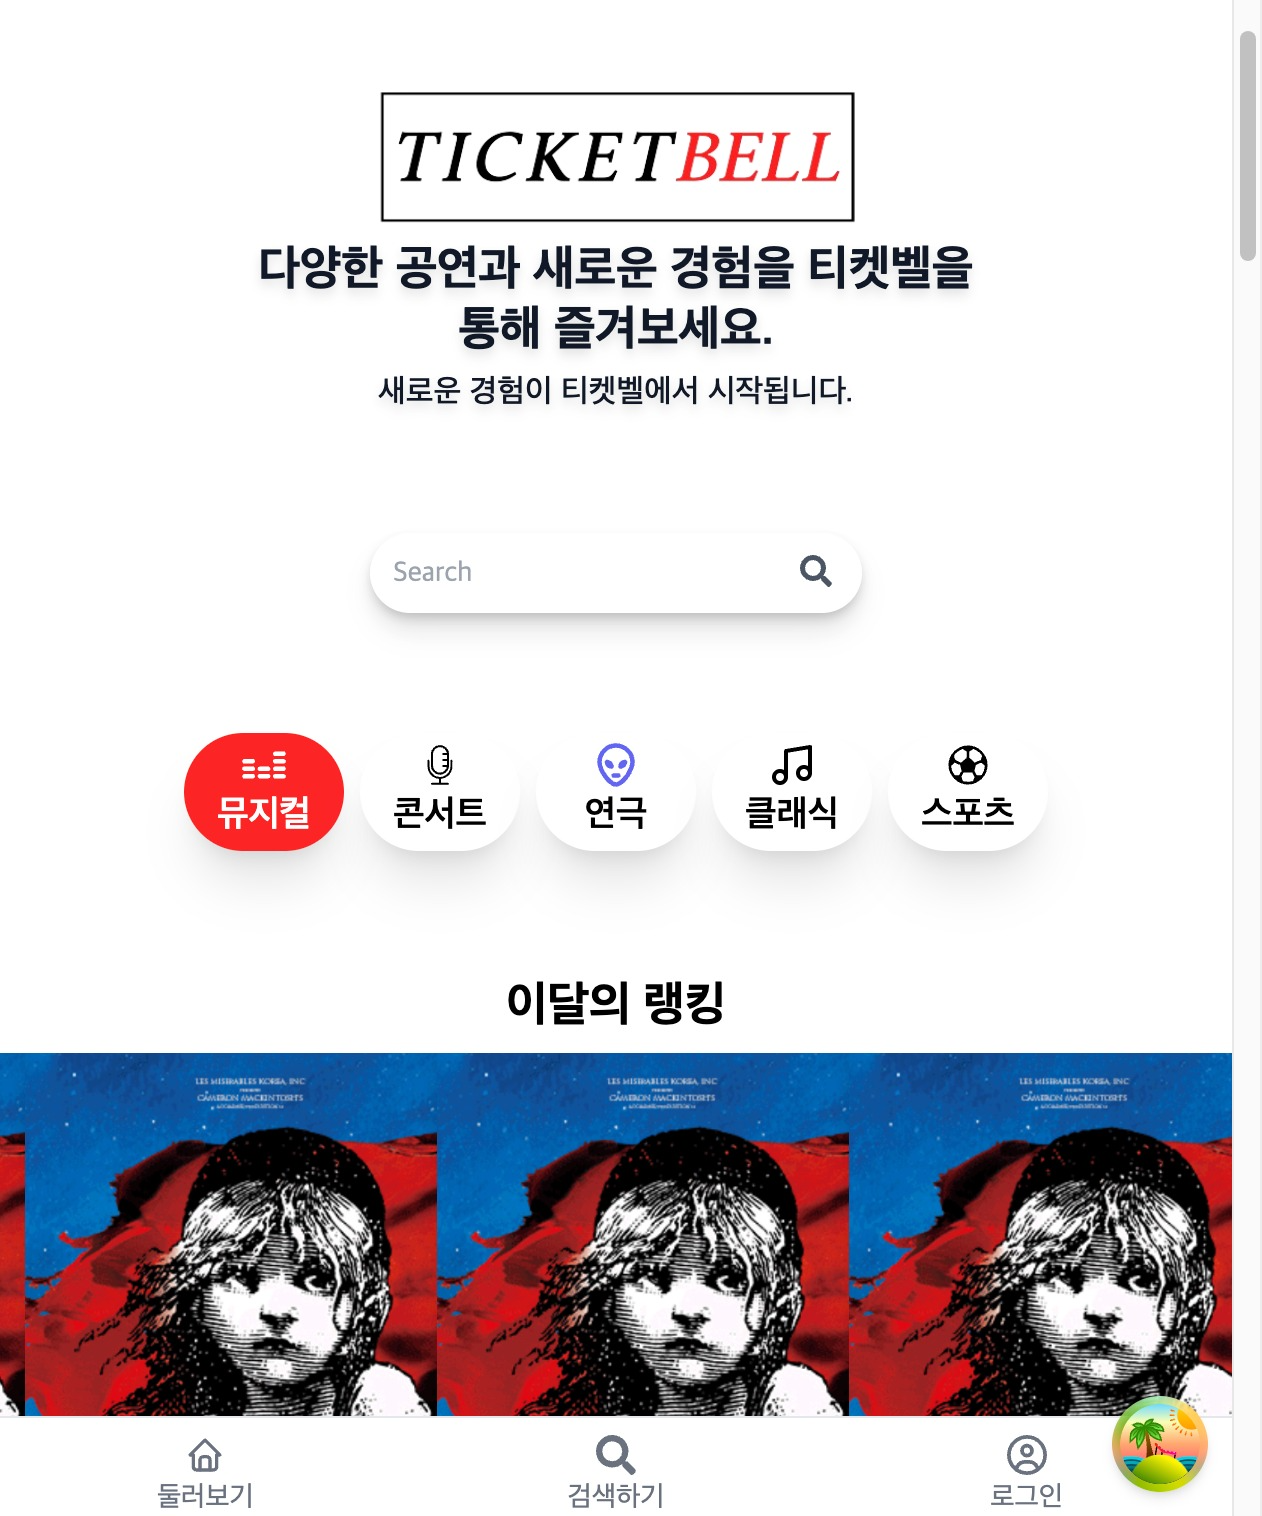 TICKETBELL
다양한 공연과 새로운 경험을 티켓벨을
통해 즐겨보세요.
새로운 경험이 티켓벨에서 시작됩니다.
Search
뮤지컬 콘서트 연극 클래식 스포츠
이달의 랭킹
LES MISERABLES KOREA, INC LES MISERABLES KOREA, INC LES MISERABLES KOREA, INC
CAMERON MACKINTOSH'S CAMERON MACKINTOSH'S CAMERON MACKINTOSH'S
둘러보기 검색하기 로그인